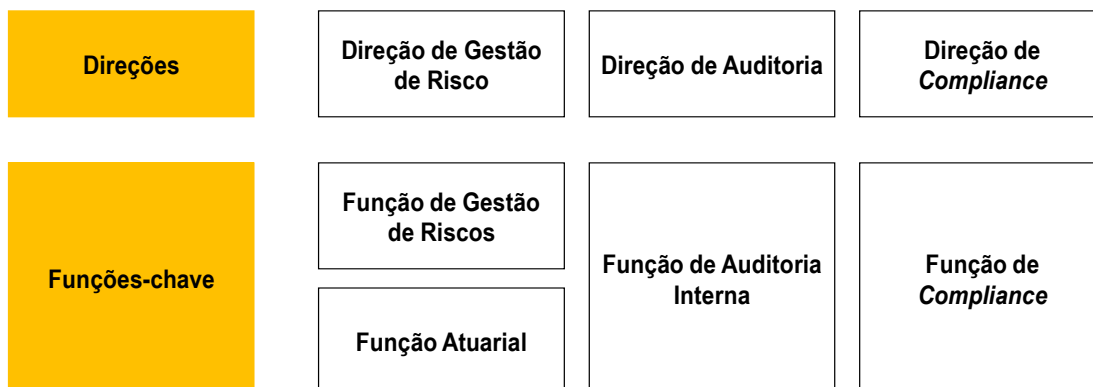 Direções
Direção de Gestão
de Risco
Direção de Auditoria
Direção de
Compliance
Funções-chave
Função de Gestão
de Riscos
Função Atuarial
Função de Auditoria
Interna
Função de
Compliance